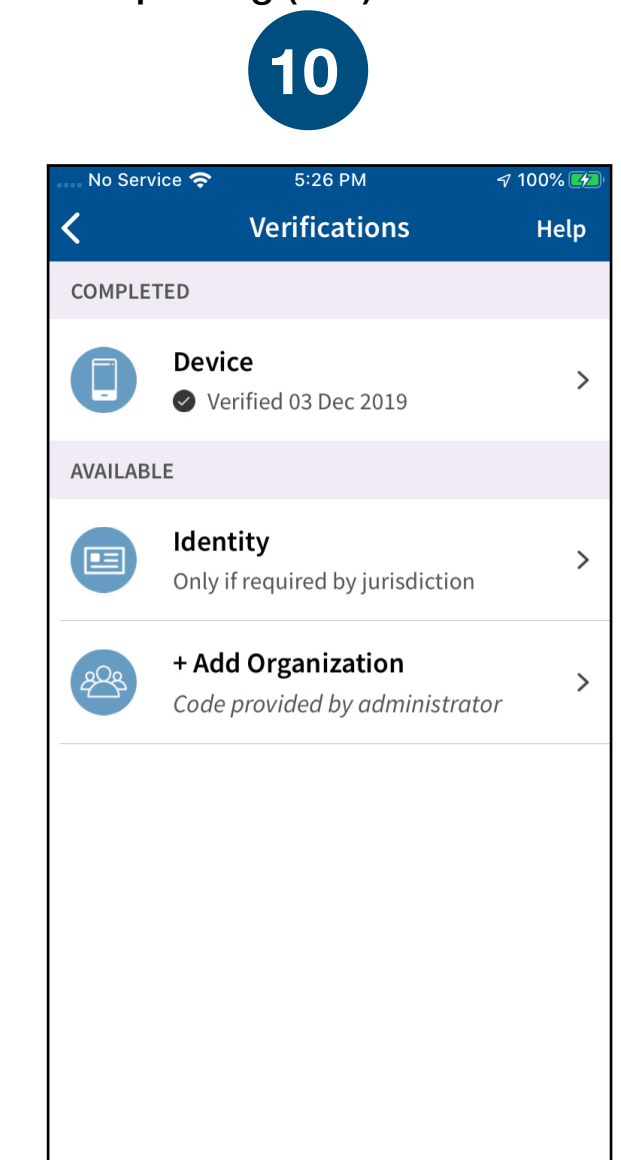 10
No Service 5:26 PM 100%
Verifications Help
COMPLETED
Device
Verified 03 Dec 2019
AVAILABLE
Identity
Only if required by jurisdiction
+ Add Organization
Code provided by administrator